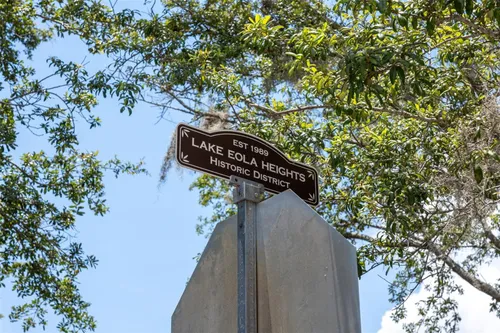 EST 1989
LAKE EOLA HEIGHTS
HISTORIC DISTRICT